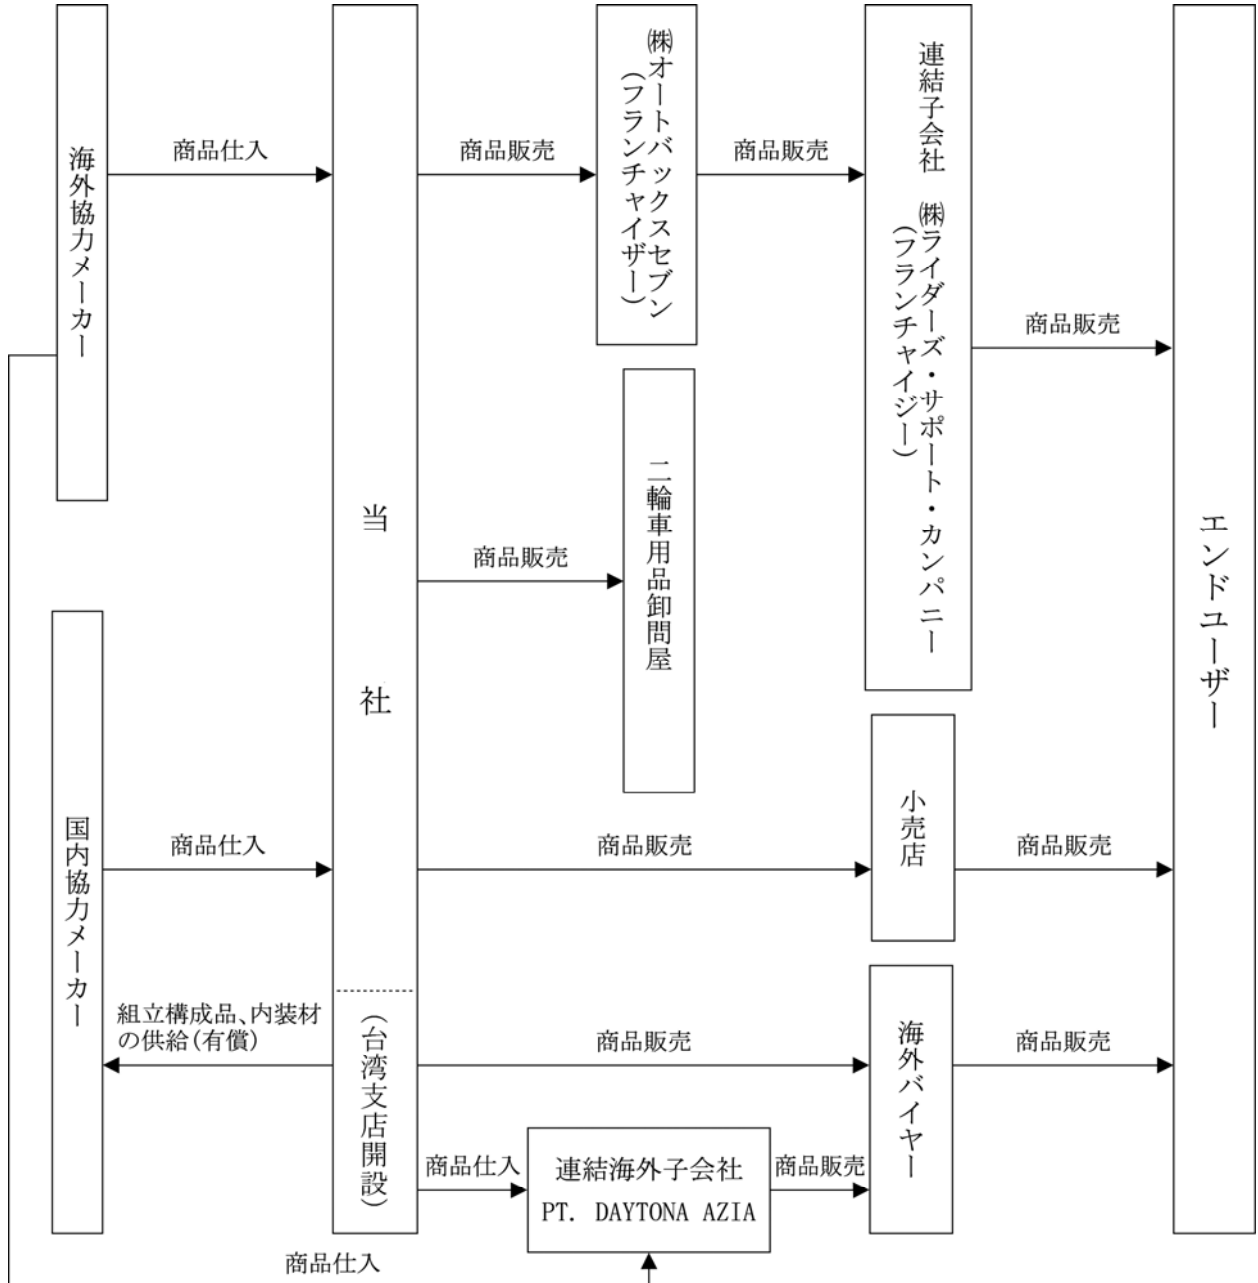 海外協力メーカー
商品仕入
国内協力メーカー
商品仕入
組立構成品、内装材
の供給(有償)
当社
(台湾支店開設)
商品販売
㈱オートバックスセブン
(フランチャイザー)
商品販売
連結子会社 ㈱ライダーズ・サポート・カンパニー
(フランチャイジー)
商品販売
商品販売
二輪車用品卸問屋
商品販売
小売店
商品販売
商品販売
海外バイヤー
商品販売
商品仕入
連結海外子会社
PT. DAYTONA AZIA
商品販売
商品仕入
エンドユーザー